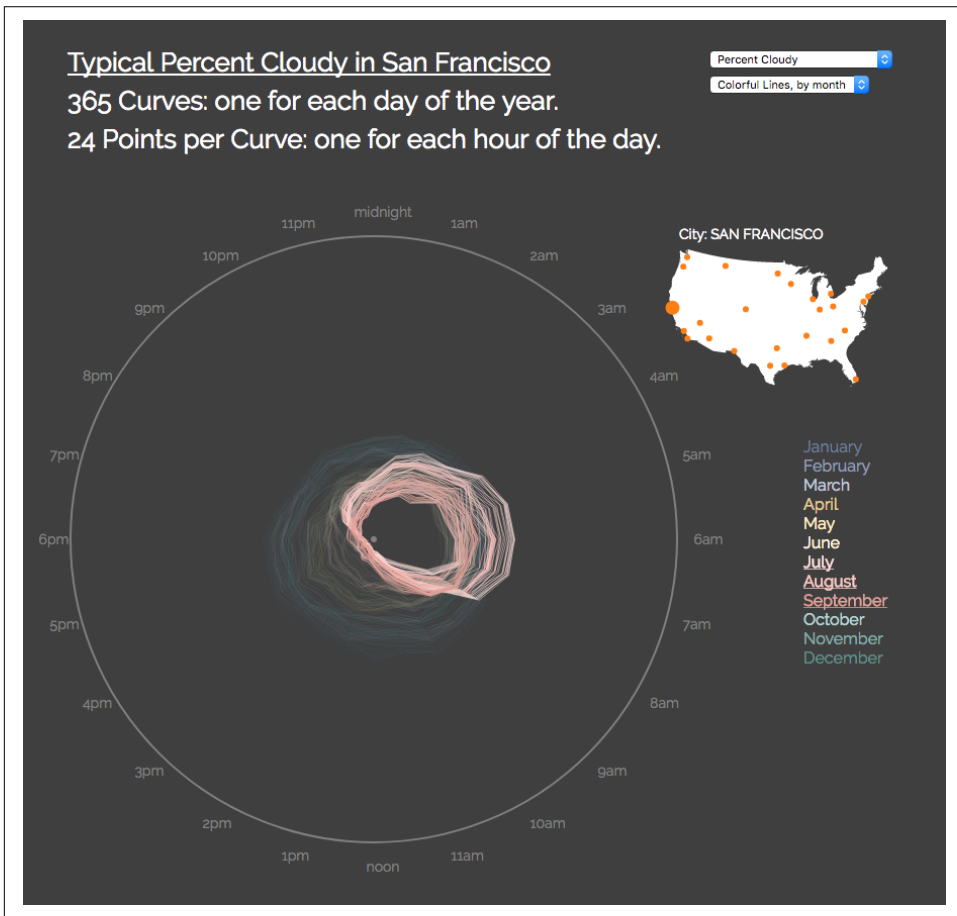 Typical Percent Cloudy in San Francisco
365 Curves: one for each day of the year.
24 Points per Curve: one for each hour of the day.
Percent Cloudy
Colorful Lines, by month
midnight
1am
2am
3am
4am
5am
6am
7am
8am
9am
10am
11am
noon
1pm
2pm
3pm
4pm
5pm
6pm
7pm
8pm
9pm
10pm
11pm
City: SAN FRANCISCO
January
February
March
April
May
June
July
August
September
October
November
December